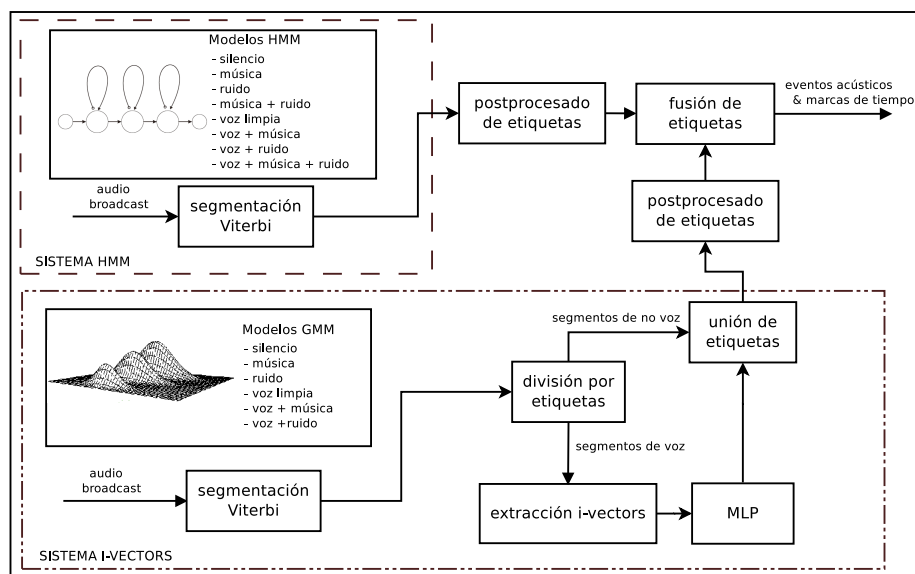 Modelos HMM
- silencio
- música
- ruido
- música + ruido
- voz limpia
- voz + música
- voz + ruido
- voz + música + ruido
audio
broadcast
segmentación
Viterbi
SISTEMA HMM
postprocesado
de etiquetas
fusión de
etiquetas
eventos acústicos
& marcas de tiempo
postprocesado
de etiquetas
Modelos GMM
- silencio
- música
- ruido
- voz limpia
- voz + música
- voz +ruido
audio
broadcast
segmentación
Viterbi
división por
etiquetas
segmentos de no voz
unión de
etiquetas
segmentos de voz
extracción i-vectors
MLP
SISTEMA I-VECTORS